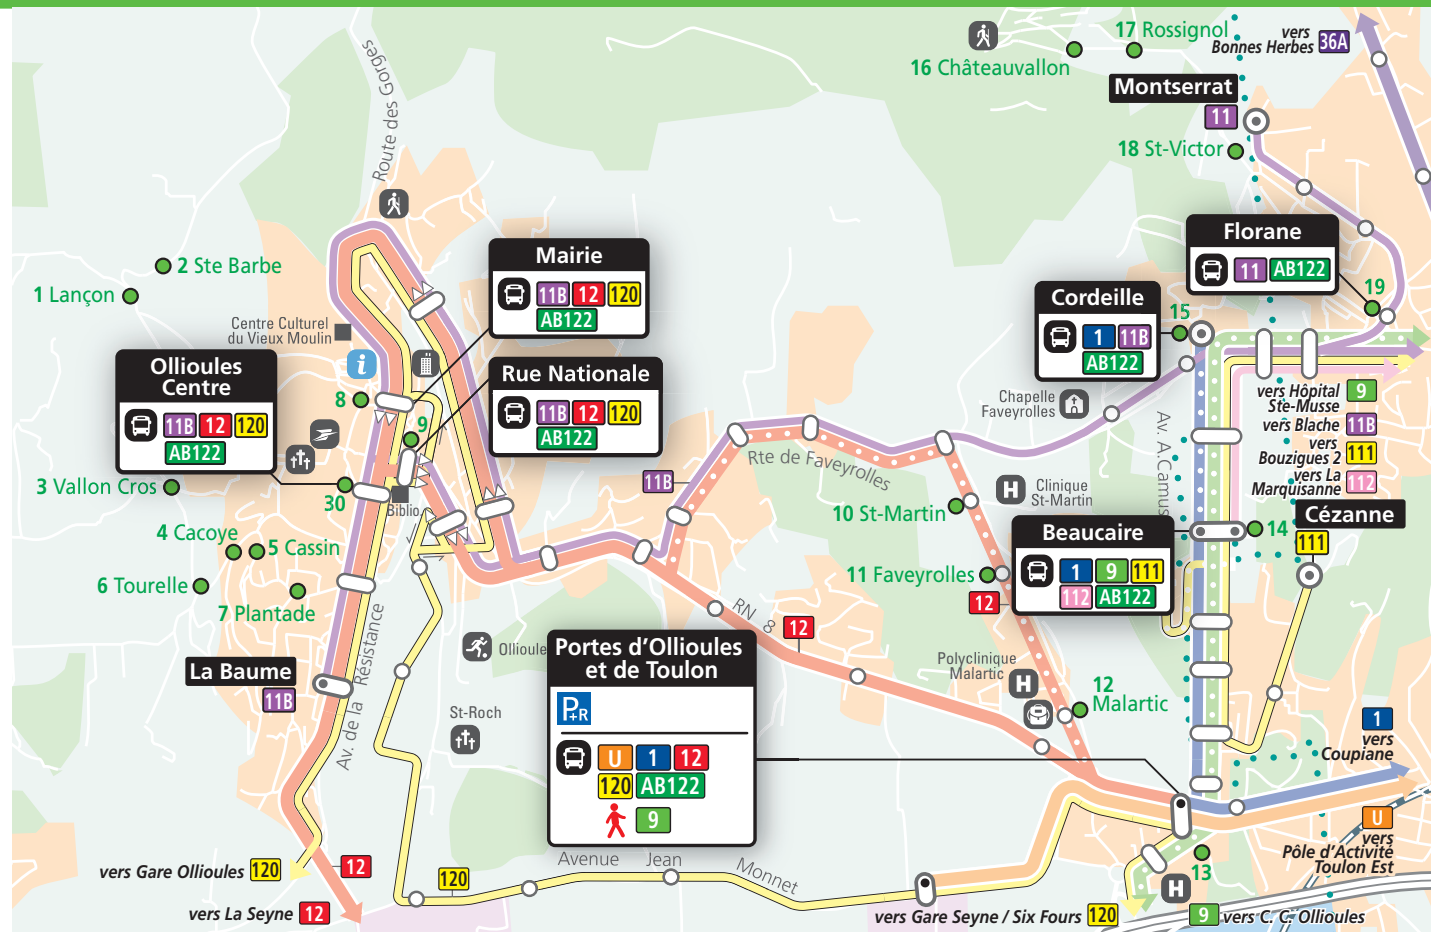 17 Rossignol
vers
Bonnes Herbes 36A
16 Châteauvallon
Montserrat
11
18 St-Victor
Route des Gorges
Florane
11 AB122
19
Mairie
11B 12 120
AB122
2 Ste Barbe
1 Lançon
Cordeille
1 11B
AB122
15
Centre Culturel
du Vieux Moulin
i
Ollioules
Centre
11B 12 120
AB122
Rue Nationale
11B 12 120
AB122
8
9
Chapelle
Faveyrolles
vers Hôpital
Ste-Musse 9
vers Blache 11B
vers
Bouzigues 2 111
vers La
Marquisanne 112
Av. A.Camus
Rte de Faveyrolles
11B
3 Vallon Cros
30
Biblio
H Clinique
St-Martin
10 St-Martin
Cézanne
111
Beaucaire
1 9 111
112 AB122
14
4 Cacoye
5 Cassin
6 Tourelle
7 Plantade
11 Faveyrolles
12
RN 8
12
Av. de la Résistance
Ollioule
Portes d'Ollioules
et de Toulon
P+R
U 1 12
120 AB122
9
La Baume
11B
St-Roch
Polyclinique
Malartic
H
12
Malartic
1
vers
Coupiane
U
vers
Pôle d'Activité
Toulon Est
13
H
Avenue Jean Monnet
120
vers Gare Ollioules 120
12
vers La Seyne 12
vers Gare Seyne / Six Fours 120
9 vers C. C. Ollioules